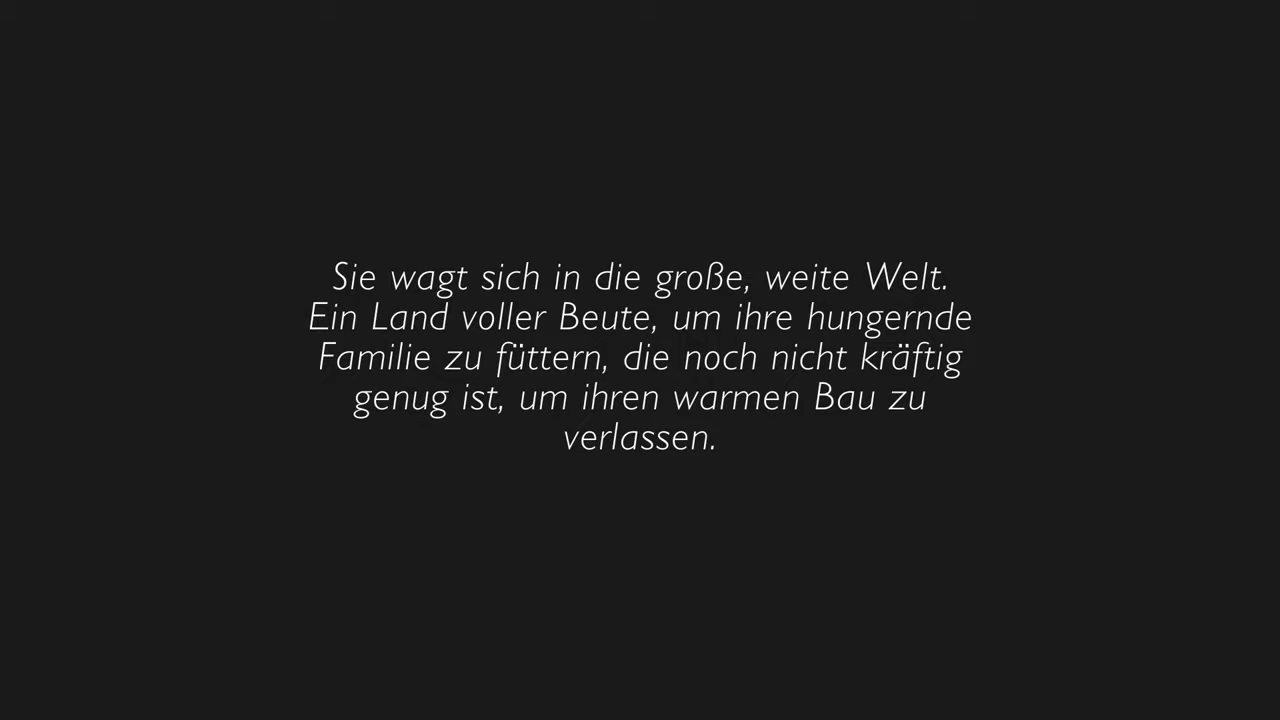 Sie wagt sich in die große, weite Welt.
Ein Land voller Beute, um ihre hungernde
Familie zu füttern, die noch nicht kräftig
genug ist, um ihren warmen Bau zu
verlassen.